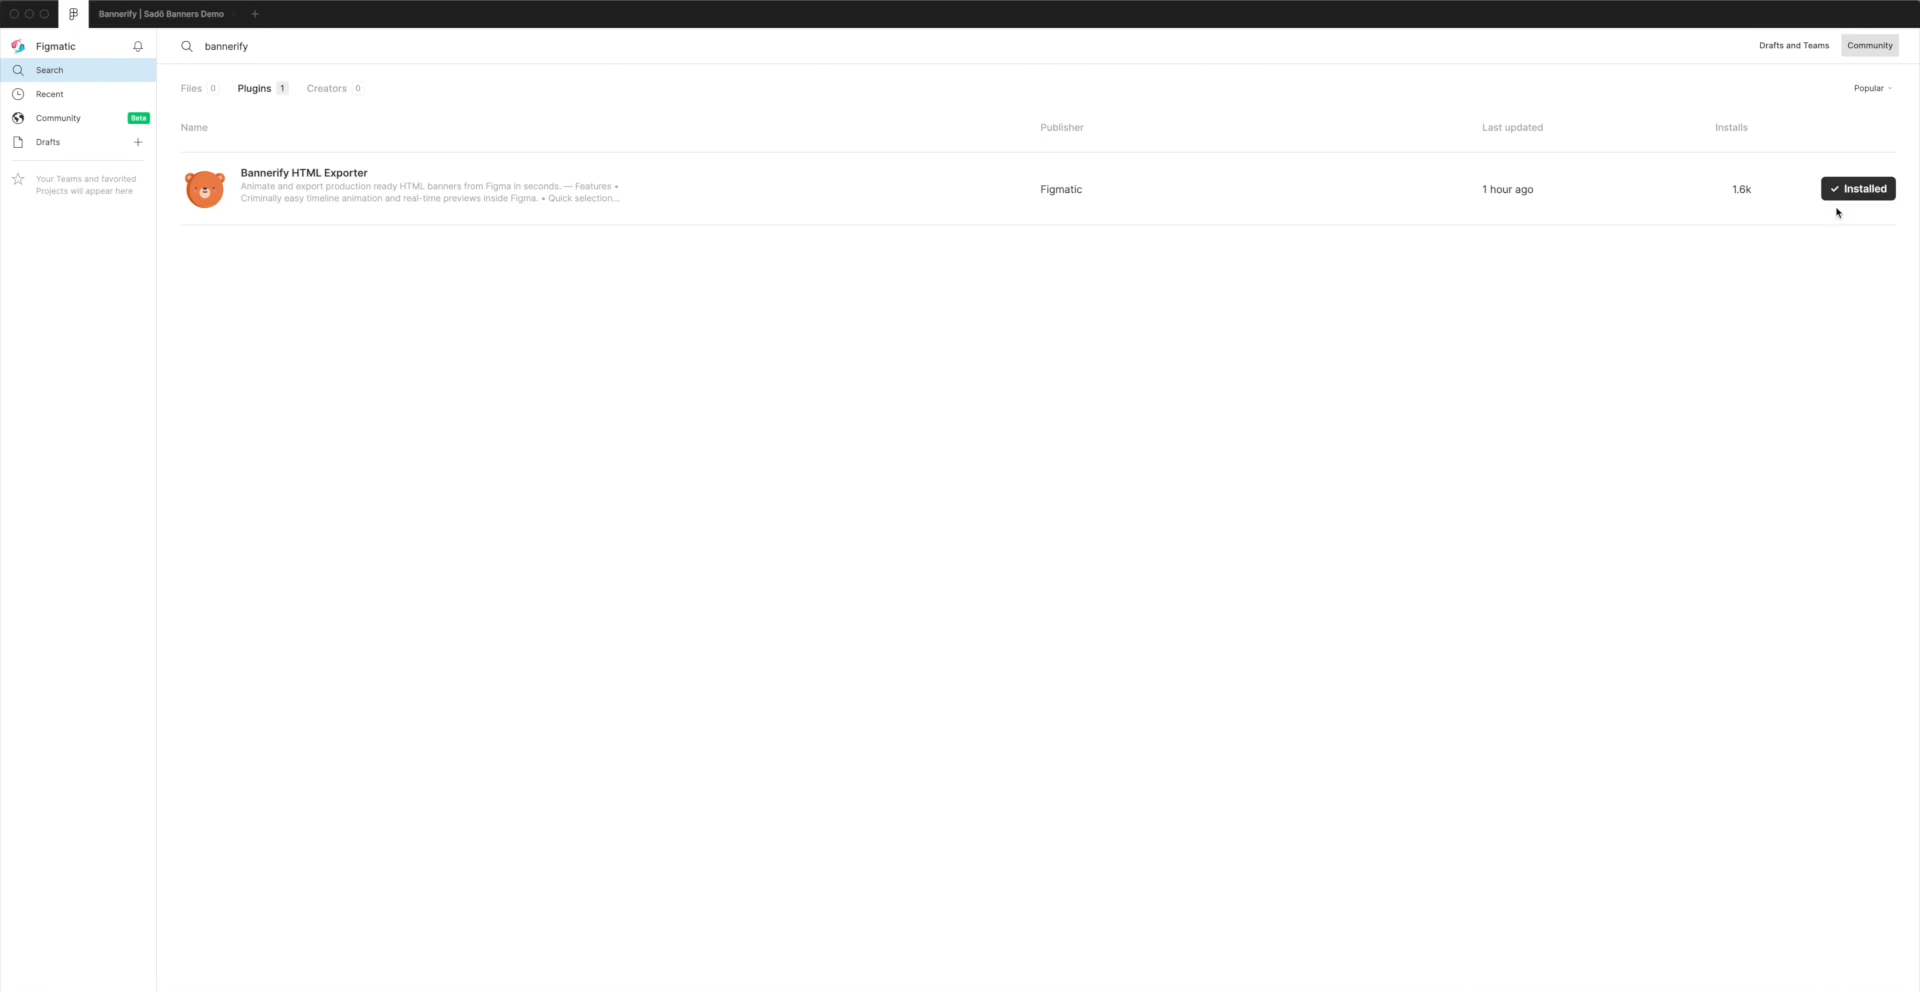 Bannerify | Sadō Banners Demo
Figmatic
bannerify
Drafts and Teams
Community
Search
Recent
Community
Beta
Drafts
Your Teams and favorited
Projects will appear here
Files 0
Plugins 1
Creators 0
Popular
Name
Publisher
Last updated
Installs
Bannerify HTML Exporter
Animate and export production ready HTML banners from Figma in seconds. — Features •
Criminally easy timeline animation and real-time previews inside Figma. • Quick selection...
Figmatic
1 hour ago
1.6k
Installed